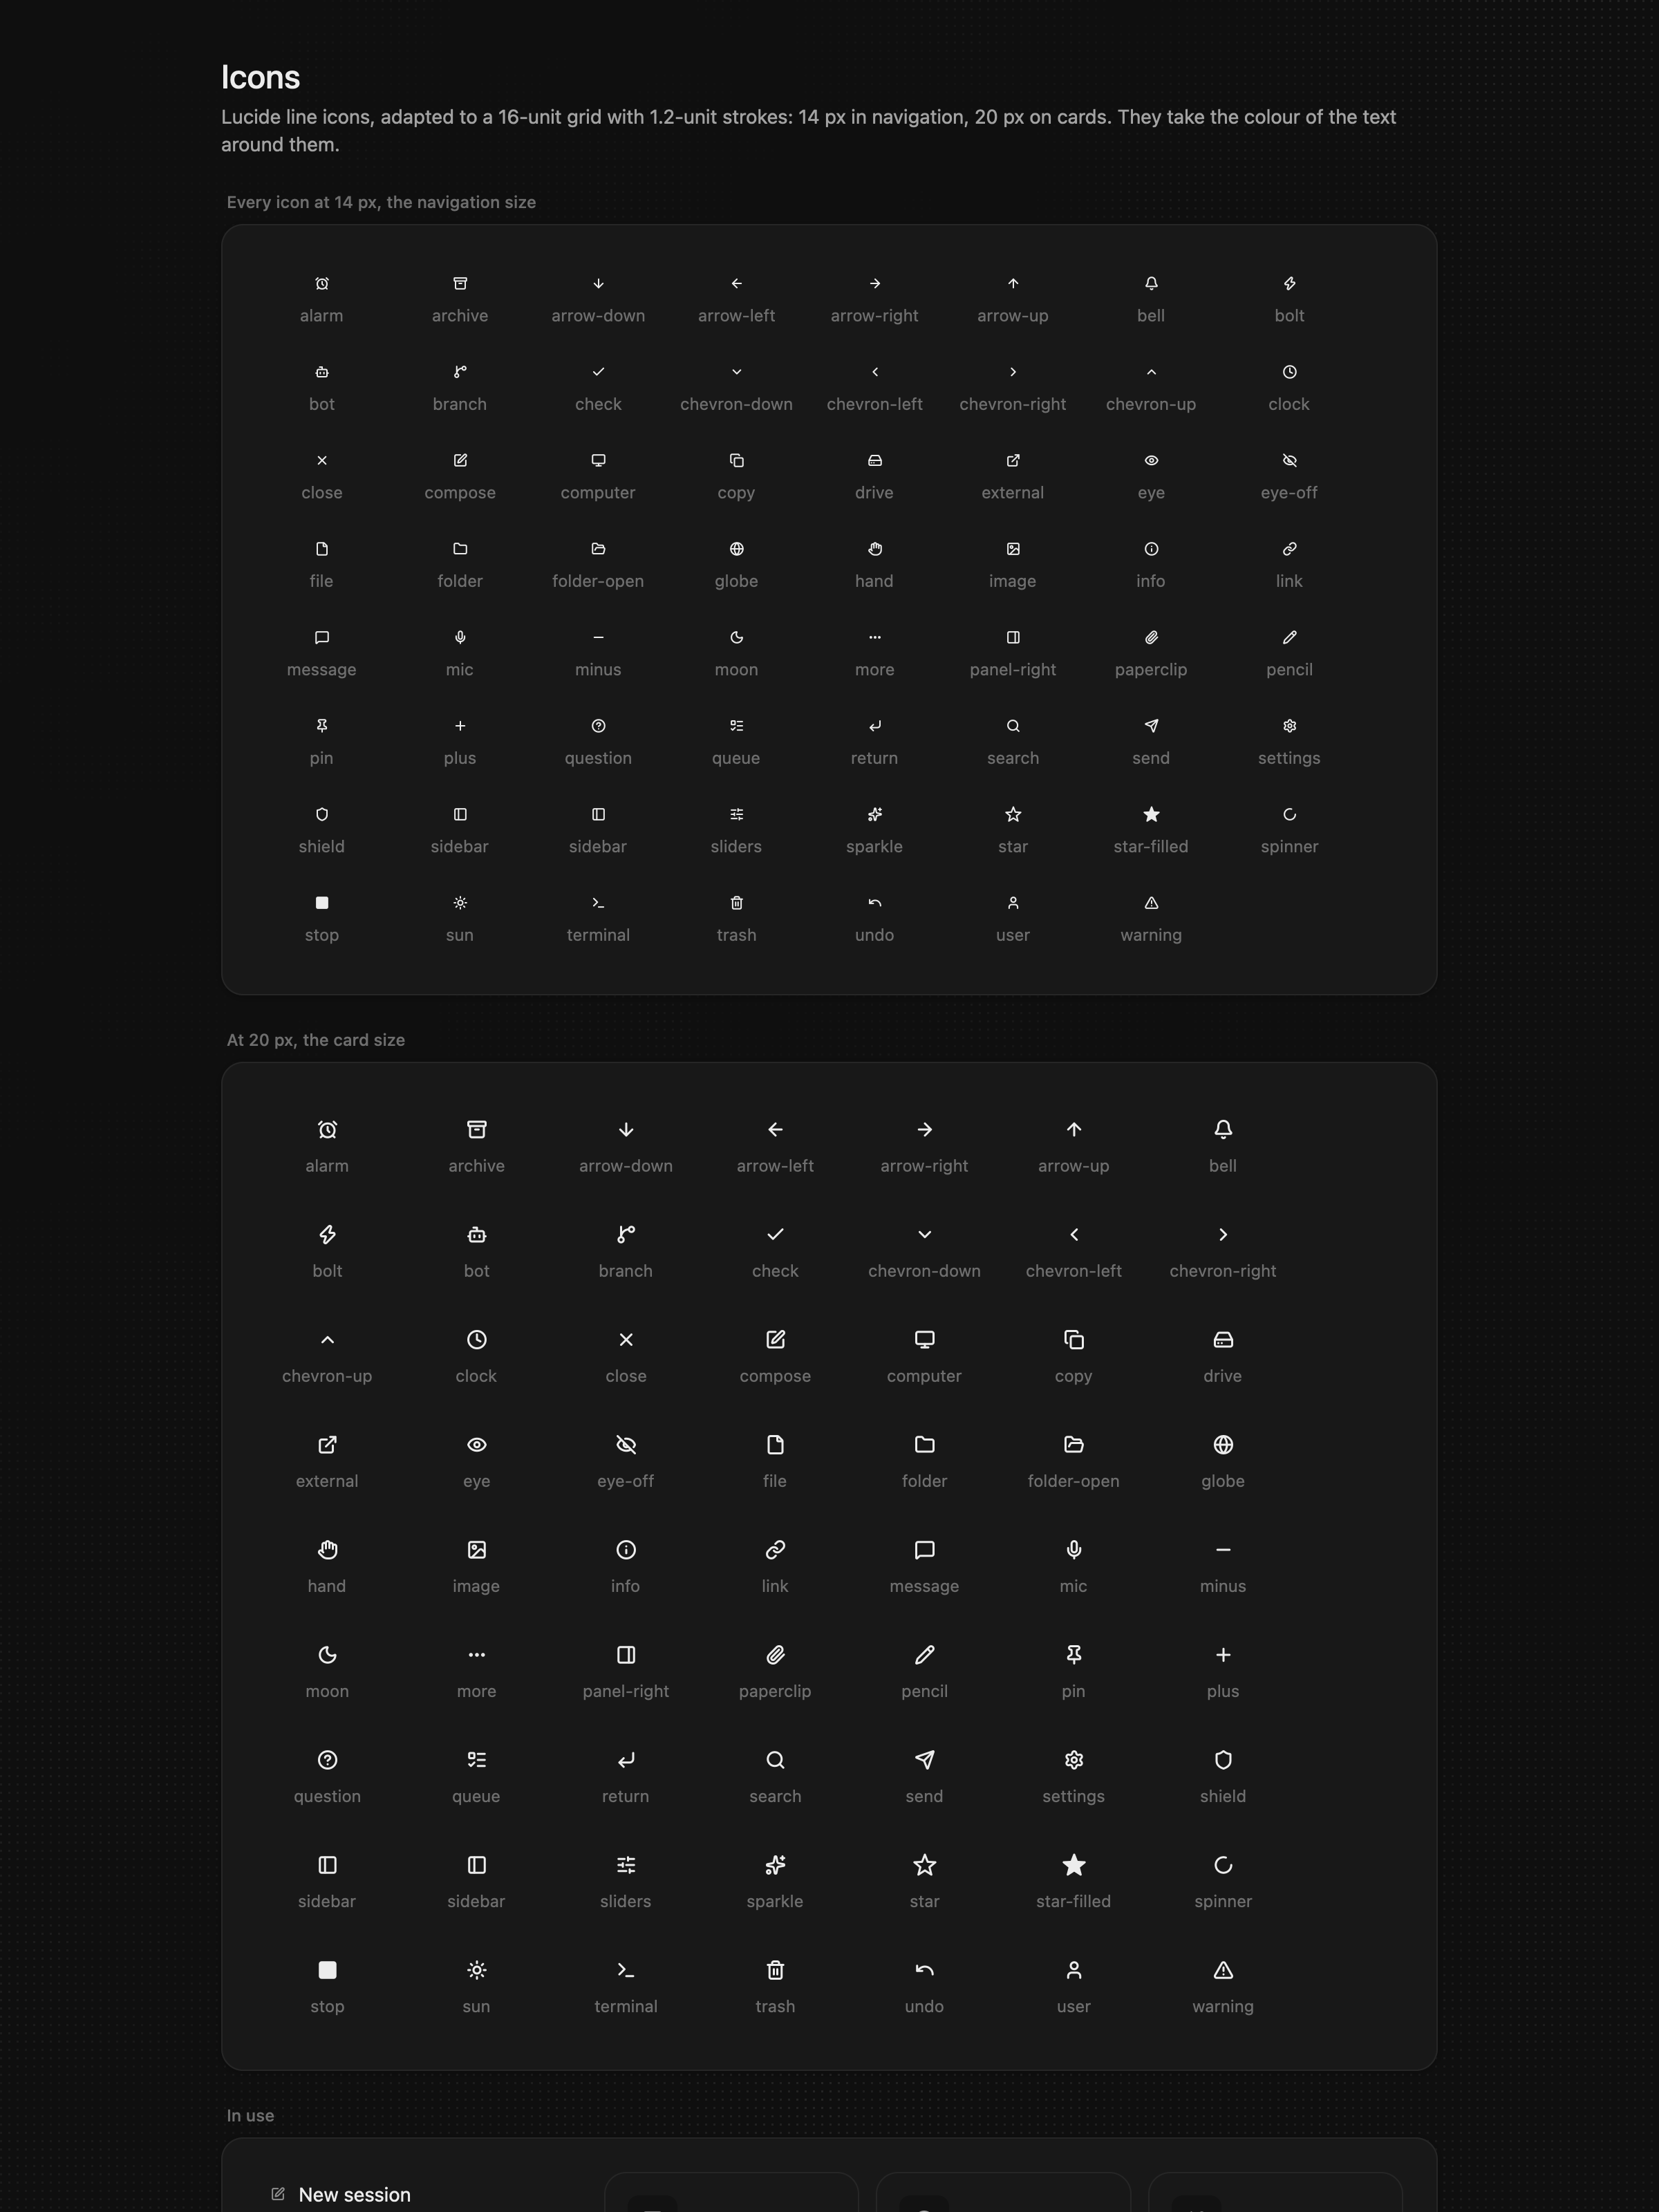 Icons
Lucide line icons, adapted to a 16-unit grid with 1.2-unit strokes: 14 px in navigation, 20 px on cards. They take the colour of the text
around them.
Every icon at 14 px, the navigation size
alarm archive arrow-down arrow-left arrow-right arrow-up bell bolt
bot branch check chevron-down chevron-left chevron-right chevron-up clock
close compose computer copy drive external eye eye-off
file folder folder-open globe hand image info link
message mic minus moon more panel-right paperclip pencil
pin plus question queue return search send settings
shield sidebar sidebar sliders sparkle star star-filled spinner
stop sun terminal trash undo user warning
At 20 px, the card size
alarm archive arrow-down arrow-left arrow-right arrow-up bell
bolt bot branch check chevron-down chevron-left chevron-right
chevron-up clock close compose computer copy drive
external eye eye-off file folder folder-open globe
hand image info link message mic minus
moon more panel-right paperclip pencil pin plus
question queue return search send settings shield
sidebar sidebar sliders sparkle star star-filled spinner
stop sun terminal trash undo user warning
In use
New session